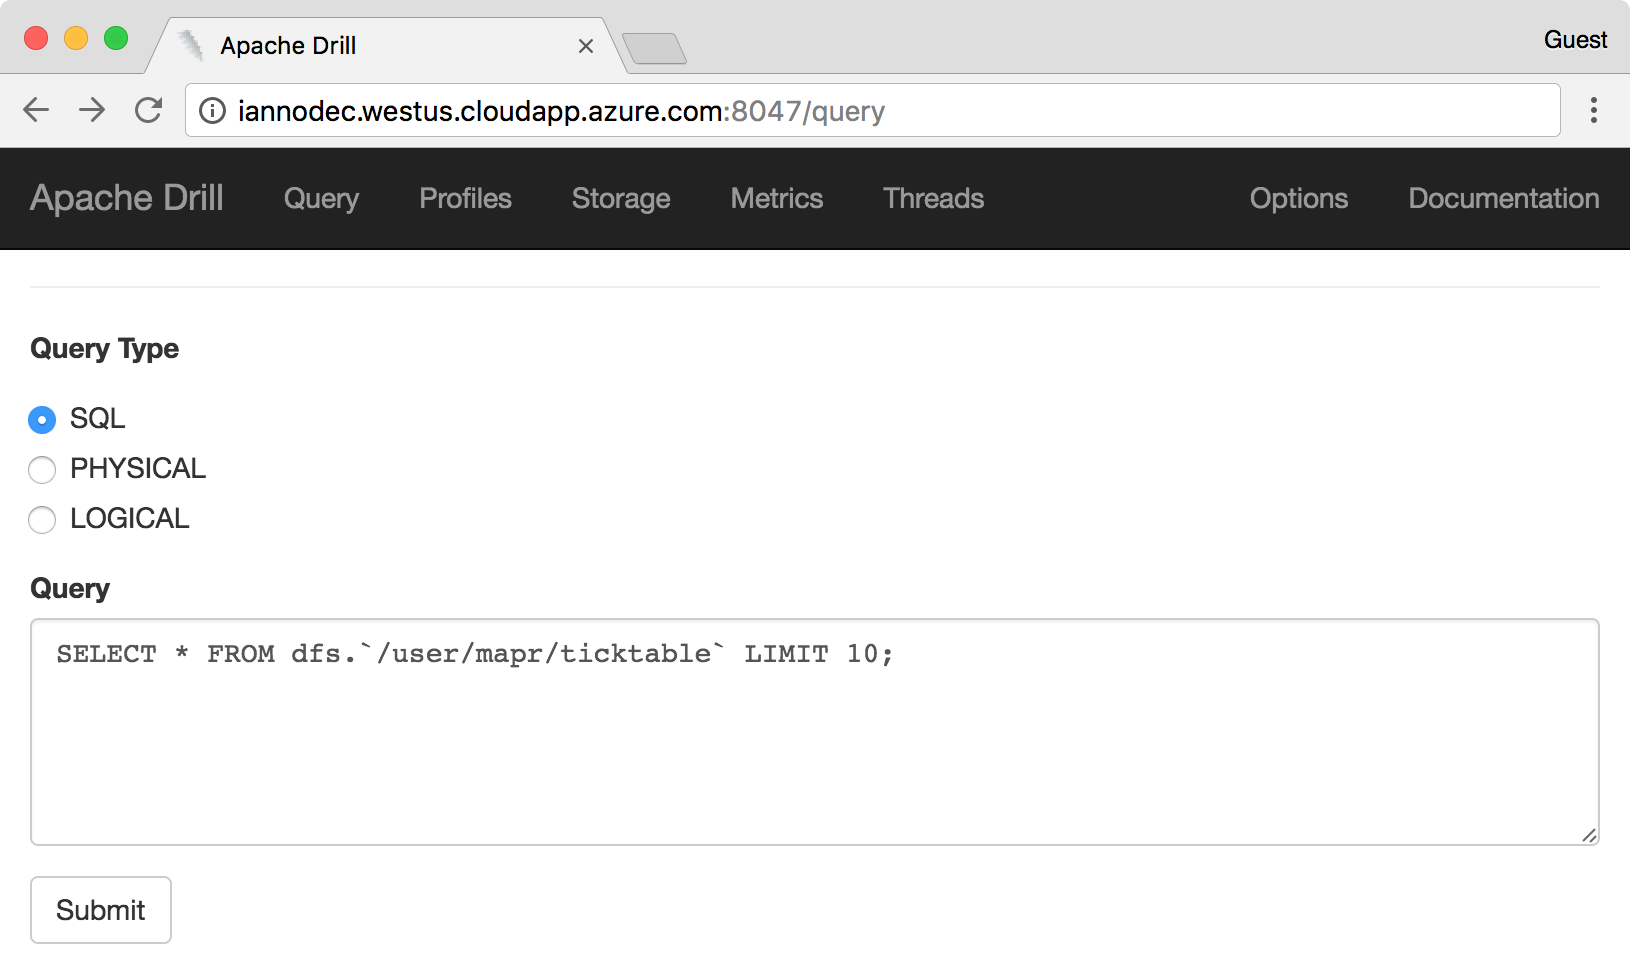 Apache Drill
Guest
iannodec.westus.cloudapp.azure.com:8047/query
Apache Drill Query Profiles Storage Metrics Threads Options Documentation
Query Type
SQL
PHYSICAL
LOGICAL
Query
SELECT * FROM dfs.`/user/mapr/ticktable` LIMIT 10;
Submit